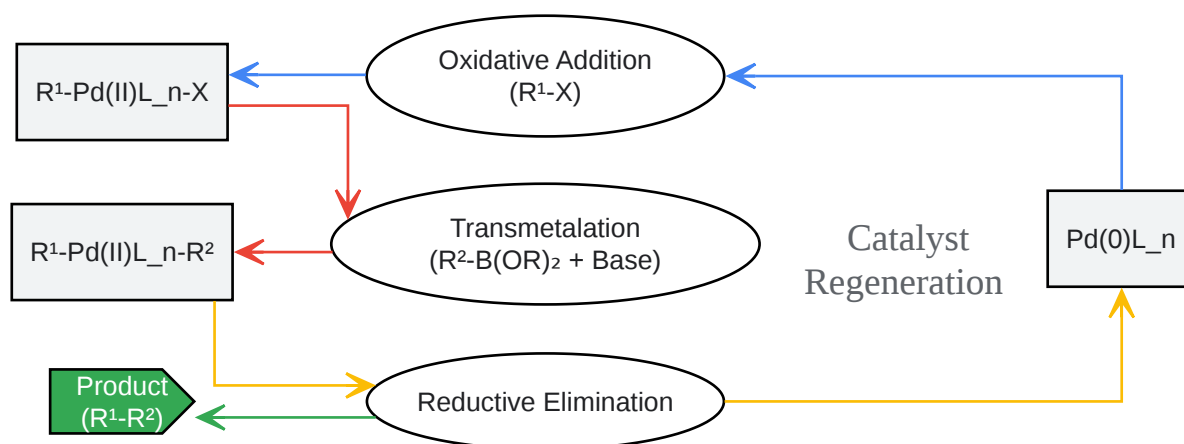 Oxidative Addition
(R¹-X)
R¹-Pd(II)L_n-X
Transmetalation
(R²-B(OR)₂ + Base)
R¹-Pd(II)L_n-R²
Catalyst
Regeneration
Pd(0)L_n
Product
(R¹-R²)
Reductive Elimination